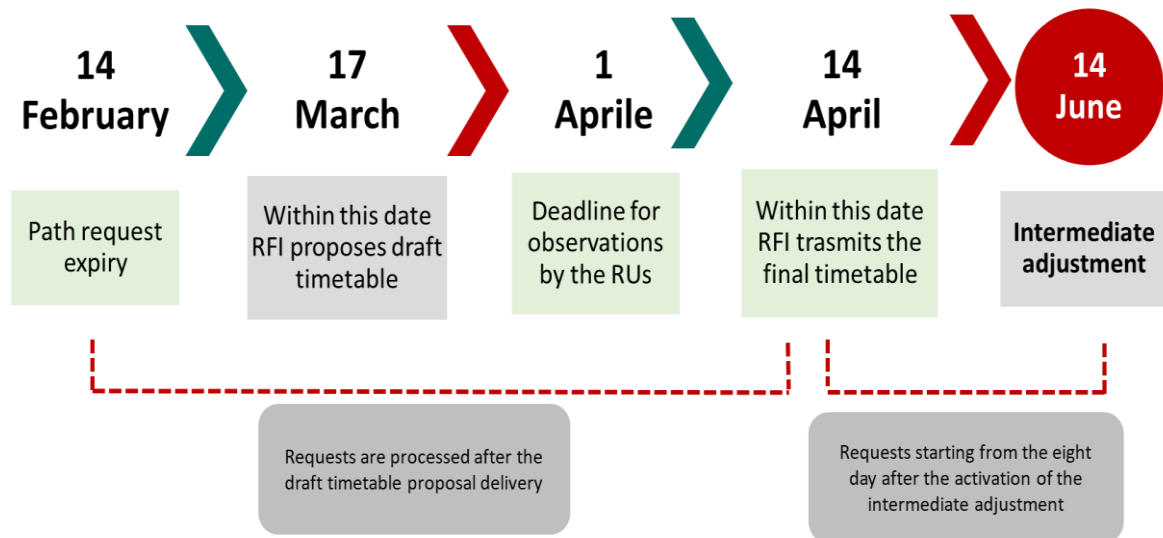 14
February
17
March
1
Aprile
14
April
14
June
Path request
expiry
Within this date
RFI proposes draft
timetable
Deadline for
observations
by the RUs
Within this date
RFI trasmits the
final timetable
Intermediate
adjustment
Requests are processed after the
draft timetable proposal delivery
Requests starting from the eight
day after the activation of the
intermediate adjustment